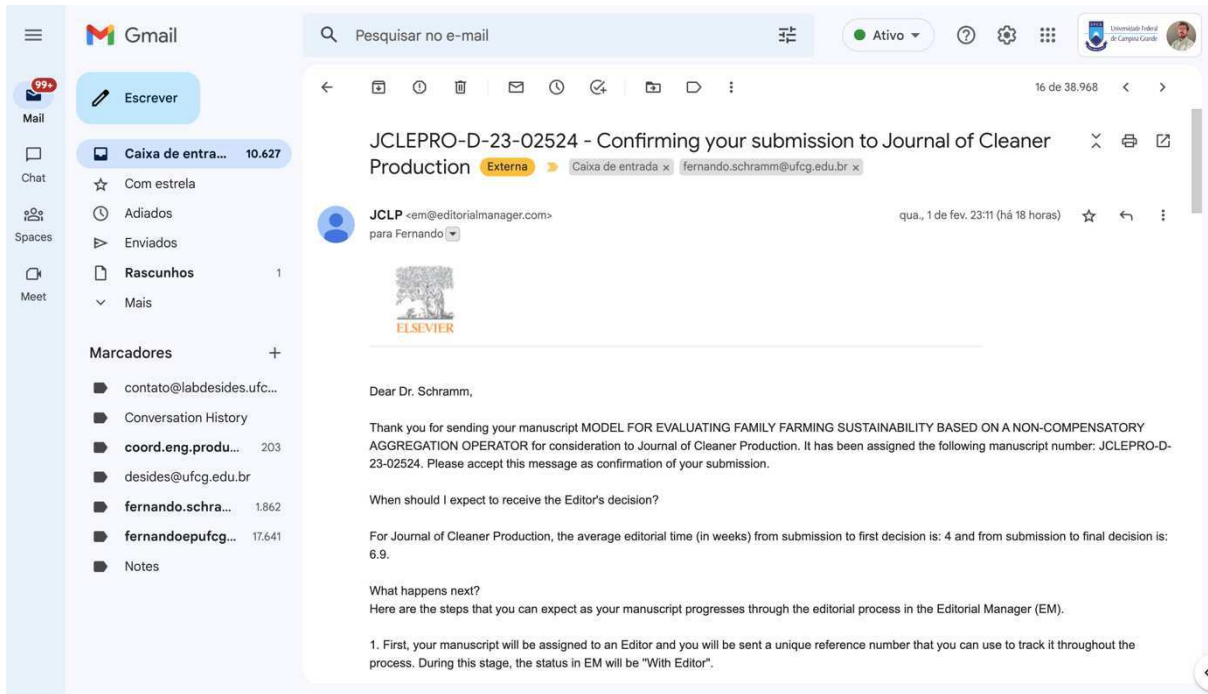 Gmail
Pesquisar no e-mail
Ativo
Universidade Federal
de Campina Grande
99+
Mail
Chat
Spaces
Meet
Escrever
Caixa de entra... 10.627
Com estrela
Adiados
Enviados
Rascunhos 1
Mais
Marcadores +
contato@labdesides.ufc...
Conversation History
coord.eng.produ... 203
desides@ufcg.edu.br
fernando.schra... 1.862
fernandoepufcg... 17.641
Notes
16 de 38.968
JCLEPRO-D-23-02524 - Confirming your submission to Journal of Cleaner
Production Externa Caixa de entrada x fernando.schramm@ufcg.edu.br x
JCLP <em@editorialmanager.com> qua., 1 de fev. 23:11 (há 18 horas)
para Fernando
ELSEVIER
Dear Dr. Schramm,
Thank you for sending your manuscript MODEL FOR EVALUATING FAMILY FARMING SUSTAINABILITY BASED ON A NON-COMPENSATORY
AGGREGATION OPERATOR for consideration to Journal of Cleaner Production. It has been assigned the following manuscript number: JCLEPRO-D-
23-02524. Please accept this message as confirmation of your submission.
When should I expect to receive the Editor's decision?
For Journal of Cleaner Production, the average editorial time (in weeks) from submission to first decision is: 4 and from submission to final decision is:
6.9.
What happens next?
Here are the steps that you can expect as your manuscript progresses through the editorial process in the Editorial Manager (EM).
1. First, your manuscript will be assigned to an Editor and you will be sent a unique reference number that you can use to track it throughout the
process. During this stage, the status in EM will be "With Editor".